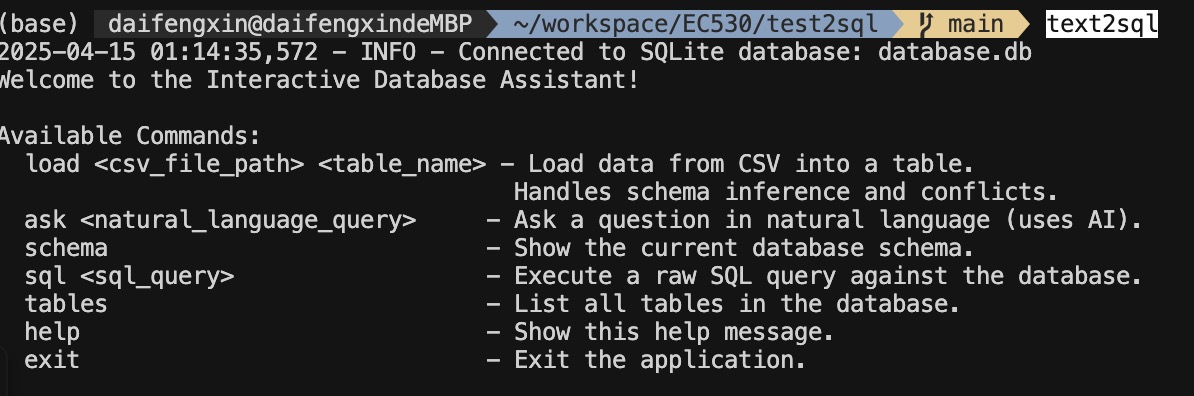 (base) daifengxin@daifengxindeMBP ~/workspace/EC530/test2sql main text2sql
2025-04-15 01:14:35,572 - INFO - Connected to SQLite database: database.db
Welcome to the Interactive Database Assistant!
Available Commands:
load <csv_file_path> <table_name> - Load data from CSV into a table.
Handles schema inference and conflicts.
ask <natural_language_query> - Ask a question in natural language (uses AI).
schema - Show the current database schema.
sql <sql_query> - Execute a raw SQL query against the database.
tables - List all tables in the database.
help - Show this help message.
exit - Exit the application.